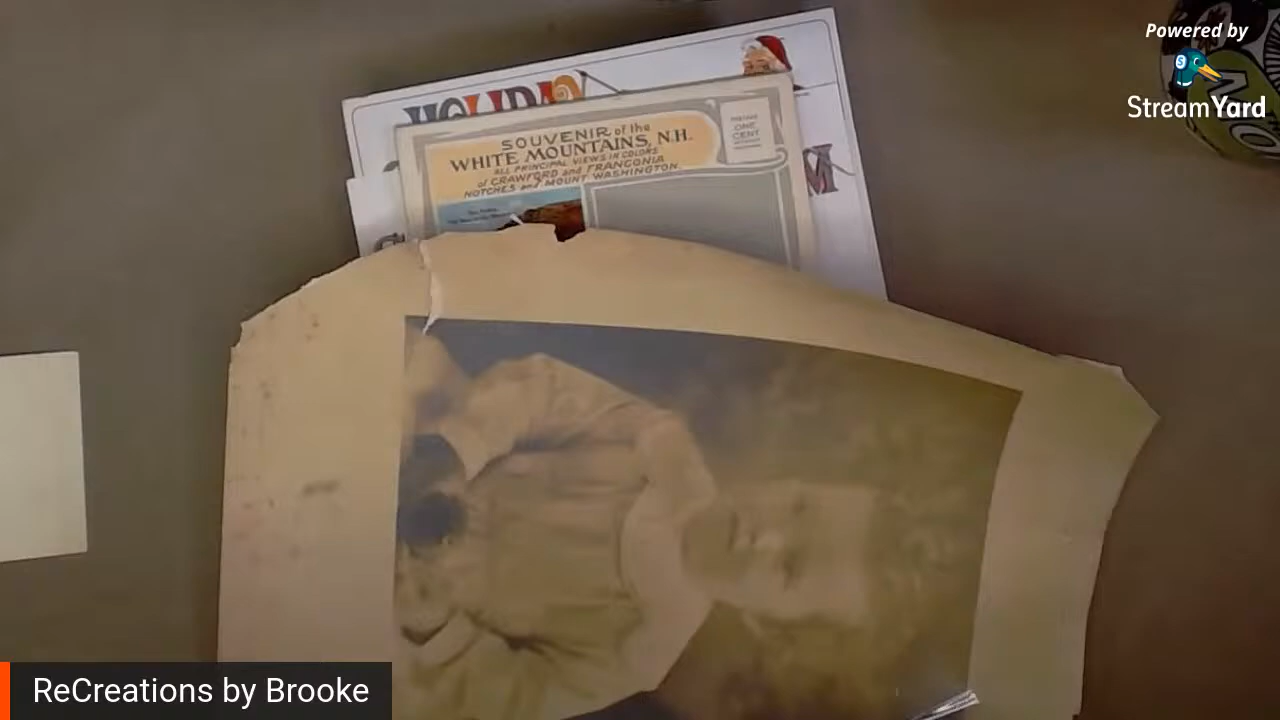 Powered by
StreamYard
HOLIDAY
SOUVENIR of the
WHITE MOUNTAINS, N.H.
ALL PRINCIPAL VIEWS IN COLORS
of CRAWFORD and FRANCONIA
NOTCHES and MOUNT WASHINGTON.
ONE
CENT
M
ReCreations by Brooke